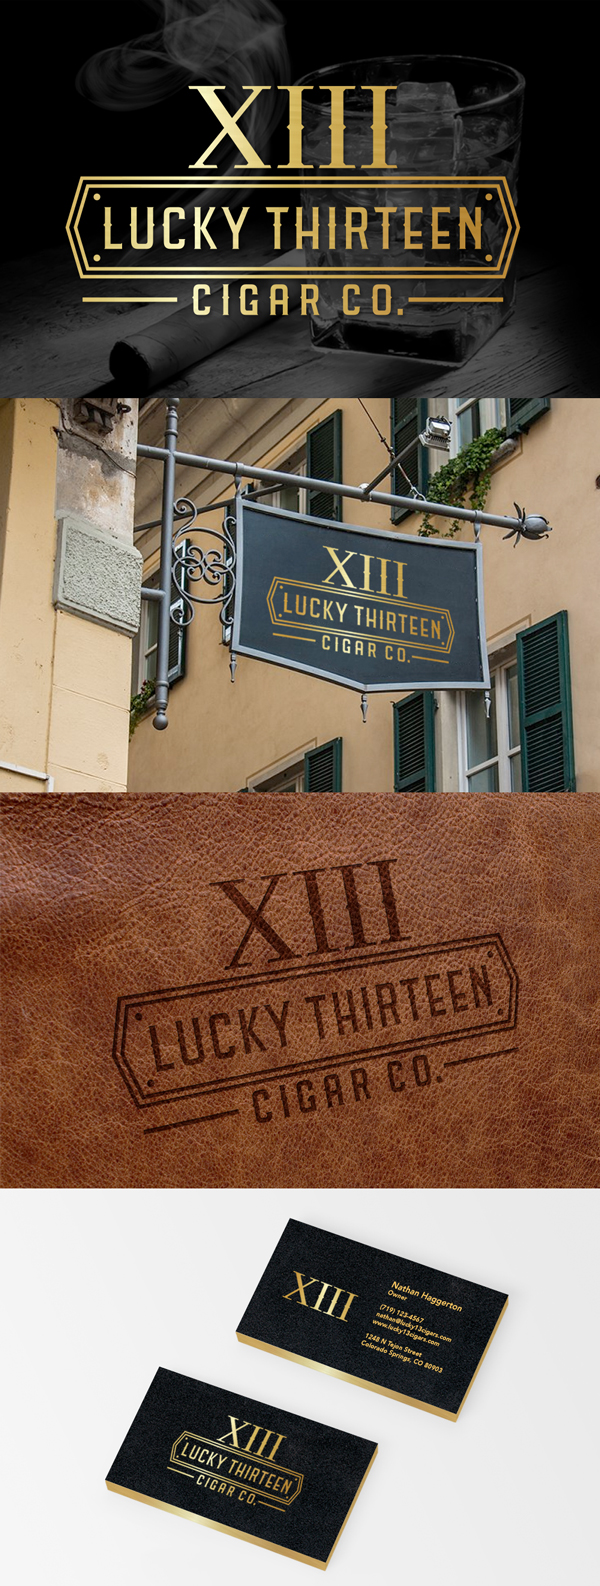 XIII
LUCKY THIRTEEN
CIGAR CO.
XIII
LUCKY THIRTEEN
CIGAR CO.
XIII
LUCKY THIRTEEN
CIGAR CO.
XIII
Nathan Haggerton
Owner
(719) 123-4567
nathan@lucky13cigars.com
www.lucky13cigars.com
1248 N Tejon Street
Colorado Springs, CO 80903
XIII
LUCKY THIRTEEN
CIGAR CO.